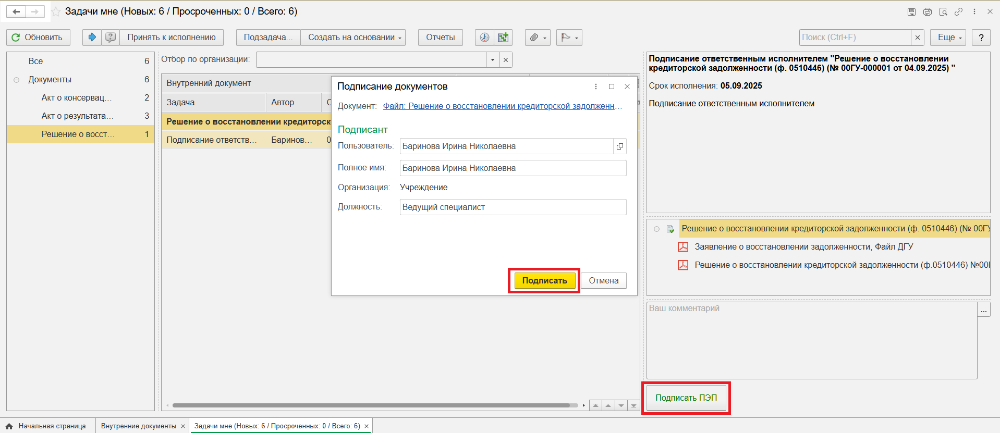 Задачи мне (Новых: 6 / Просроченных: 0 / Всего: 6)
Обновить
Принять к исполнению
Подзадача...
Создать на основании
Отчеты
Поиск (Ctrl+F)
Еще
?
Все 6
Документы 6
Акт о консервац... 2
Акт о результата... 3
Решение о восст... 1
Отбор по организации:
Внутренний документ
Задача Автор С
Решение о восстановлении кредиторск
Подписание ответств... Баринов... 0
Подписание документов
Документ: Файл: Решение о восстановлении кредиторской задолженн...
Подписант
Пользователь: Баринова Ирина Николаевна
Полное имя: Баринова Ирина Николаевна
Организация: Учреждение
Должность: Ведущий специалист
Подписать
Отмена
Подписание ответственным исполнителем "Решение о восстановлении
кредиторской задолженности (ф. 0510446) (№ 00ГУ-000001 от 04.09.2025) "
Срок исполнения: 05.09.2025
Подписание ответственным исполнителем
Решение о восстановлении кредиторской задолженности (ф. 0510446) (№ 00ГУ
Заявление о восстановлении задолженности, Файл ДГУ
Решение о восстановлении кредиторской задолженности (ф.0510446) №00Г
Ваш комментарий
...
Подписать ПЭП
Начальная страница
Внутренние документы
Задачи мне (Новых: 6 / Просроченных: 0 / Всего: 6)